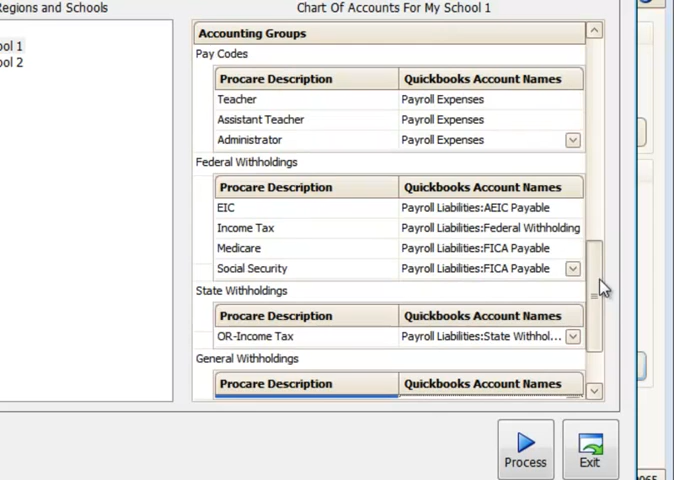 Regions and Schools
Chart Of Accounts For My School 1
ool 1
ool 2
Accounting Groups
Pay Codes
Procare Description Quickbooks Account Names
Teacher Payroll Expenses
Assistant Teacher Payroll Expenses
Administrator Payroll Expenses
Federal Withholdings
Procare Description Quickbooks Account Names
EIC Payroll Liabilities:AEIC Payable
Income Tax Payroll Liabilities:Federal Withholding
Medicare Payroll Liabilities:FICA Payable
Social Security Payroll Liabilities:FICA Payable
State Withholdings
Procare Description Quickbooks Account Names
OR-Income Tax Payroll Liabilities:State Withhol...
General Withholdings
Procare Description Quickbooks Account Names
Process Exit